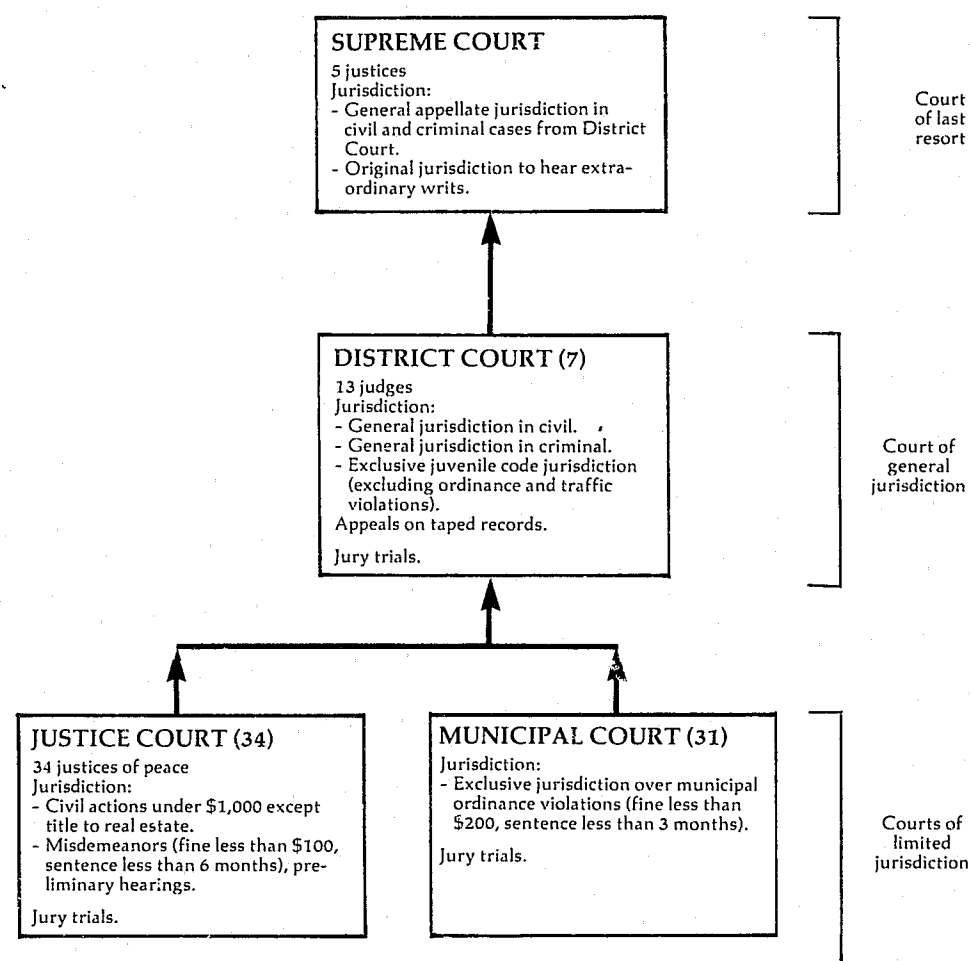 SUPREME COURT
5 justices
Jurisdiction:
- General appellate jurisdiction in
civil and criminal cases from District
Court.
- Original jurisdiction to hear extra-
ordinary writs.
Court
of last
resort
DISTRICT COURT (7)
13 judges
Jurisdiction:
- General jurisdiction in civil.
- General jurisdiction in criminal.
- Exclusive juvenile code jurisdiction
(excluding ordinance and traffic
violations).
Appeals on taped records.
Jury trials.
Court of
general
jurisdiction
JUSTICE COURT (34)
34 justices of peace
Jurisdiction:
- Civil actions under $1,000 except
title to real estate.
- Misdemeanors (fine less than $100,
sentence less than 6 months), pre-
liminary hearings.
Jury trials.
MUNICIPAL COURT (31)
Jurisdiction:
- Exclusive jurisdiction over municipal
ordinance violations (fine less than
$200, sentence less than 3 months).
Jury trials.
Courts of
limited
jurisdiction